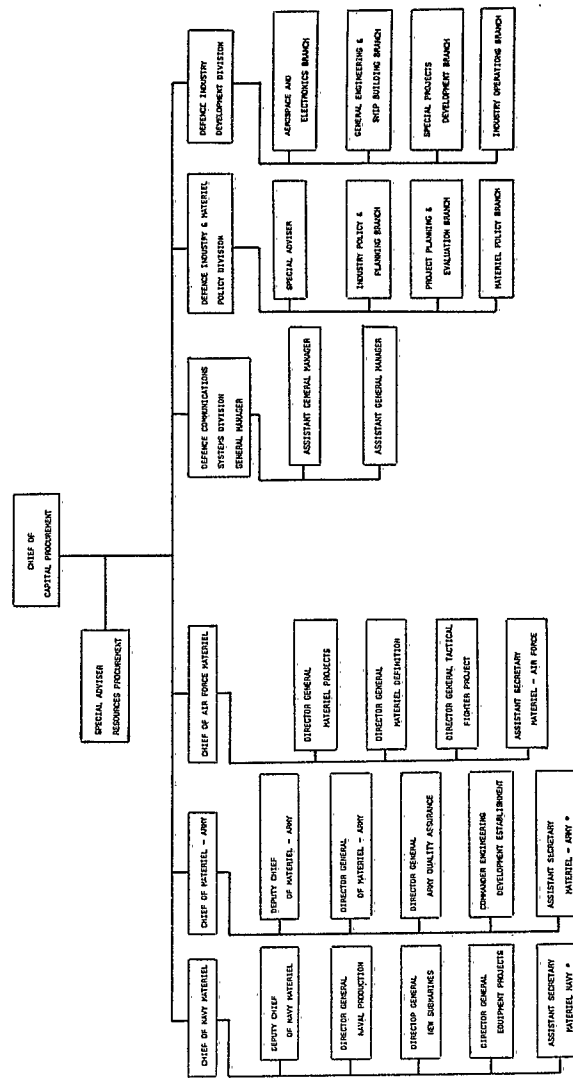 CHIEF OF
CAPITAL PROCUREMENT
SPECIAL ADVISER
RESOURCES PROCUREMENT
CHIEF OF NAVY MATERIEL
DEPUTY CHIEF
OF NAVY MATERIEL
DIRECTOR GENERAL
NAVAL PRODUCTION
DIRECTOR GENERAL
NEW SUBMARINES
DIRECTOR GENERAL
EQUIPMENT PROJECTS
ASSISTANT SECRETARY
MATERIEL NAVY *
CHIEF OF MATERIEL - ARMY
DEPUTY CHIEF
OF MATERIEL - ARMY
DIRECTOR GENERAL
OF MATERIEL - ARMY
DIRECTOR GENERAL
ARMY QUALITY ASSURANCE
COMMANDER ENGINEERING
DEVELOPMENT ESTABLISHMENT
ASSISTANT SECRETARY
MATERIEL - ARMY *
CHIEF OF AIR FORCE MATERIEL
DIRECTOR GENERAL
MATERIEL PROJECTS
DIRECTOR GENERAL
MATERIEL DEFINITION
DIRECTOR GENERAL TACTICAL
FIGHTER PROJECT
ASSISTANT SECRETARY
MATERIEL - AIR FORCE
DEFENCE COMMUNICATIONS
SYSTEMS DIVISION
GENERAL MANAGER
ASSISTANT GENERAL MANAGER
ASSISTANT GENERAL MANAGER
DEFENCE INDUSTRY & MATERIEL
POLICY DIVISION
SPECIAL ADVISER
INDUSTRY POLICY &
PLANNING BRANCH
PROJECT PLANNING &
EVALUATION BRANCH
MATERIEL POLICY BRANCH
DEFENCE INDUSTRY
DEVELOPMENT DIVISION
AEROSPACE AND
ELECTRONICS BRANCH
GENERAL ENGINEERING &
SHIP BUILDING BRANCH
SPECIAL PROJECTS
DEVELOPMENT BRANCH
INDUSTRY OPERATIONS BRANCH